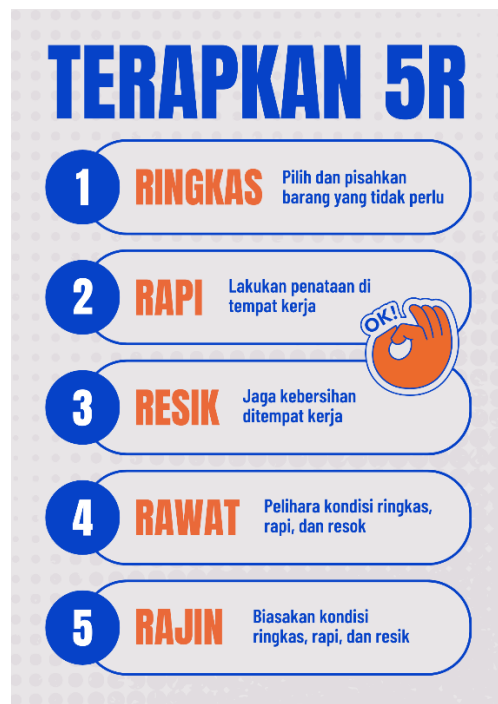 TERAPKAN 5R
1
RINGKAS
Pilih dan pisahkan
barang yang tidak perlu
2
RAPI
Lakukan penataan di
tempat kerja
OK!
3
RESIK
Jaga kebersihan
ditempat kerja
4
RAWAT
Pelihara kondisi ringkas,
rapi, dan resok
5
RAJIN
Biasakan kondisi
ringkas, rapi, dan resik